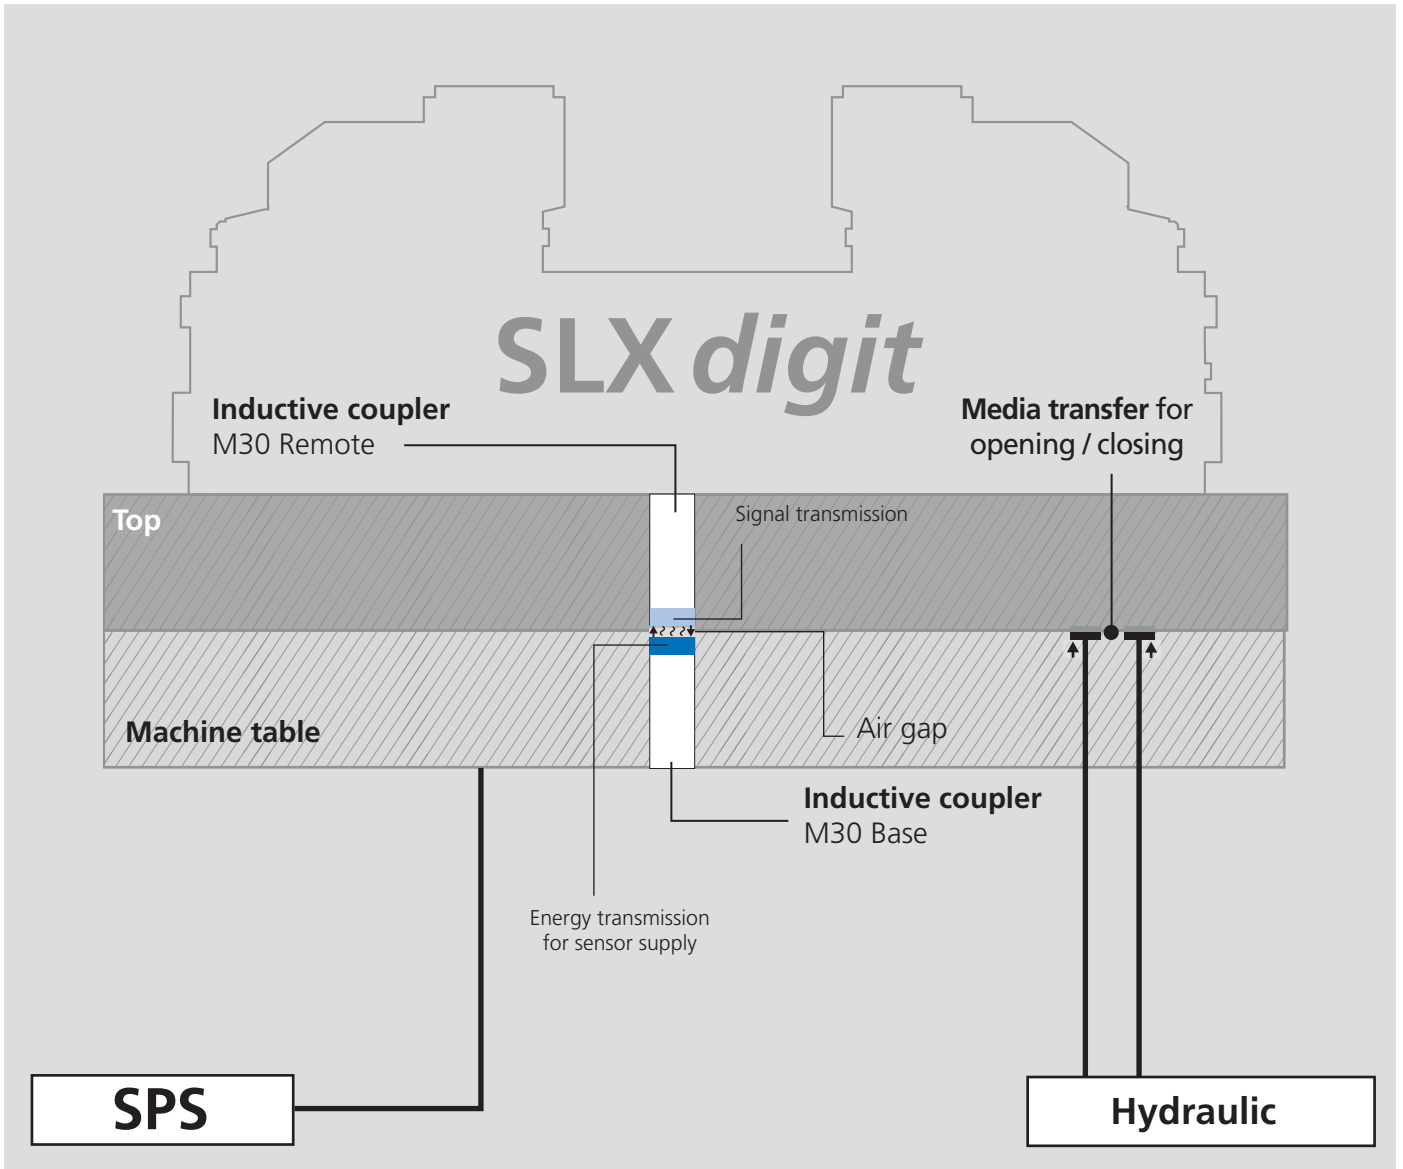 SLX digit
Inductive coupler
M30 Remote
Media transfer for
opening / closing
Top
Signal transmission
Machine table
Air gap
Inductive coupler
M30 Base
Energy transmission
for sensor supply
SPS
Hydraulic